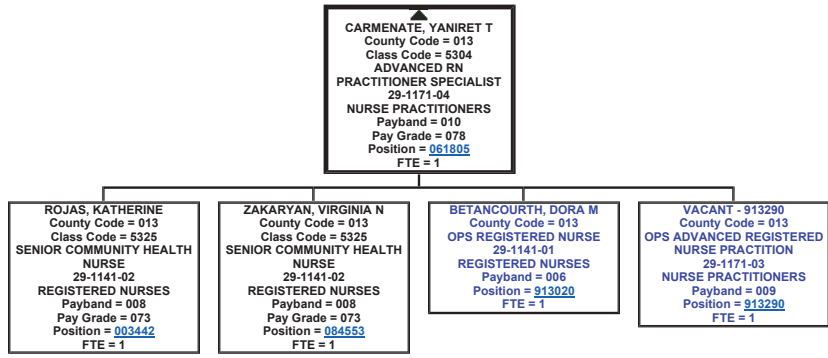 CARMENATE, YANIRET T
County Code = 013
Class Code = 5304
ADVANCED RN
PRACTITIONER SPECIALIST
29-1171-04
NURSE PRACTITIONERS
Payband = 010
Pay Grade = 078
Position = 061805
FTE = 1
ROJAS, KATHERINE
County Code = 013
Class Code = 5325
SENIOR COMMUNITY HEALTH
NURSE
29-1141-02
REGISTERED NURSES
Payband = 008
Pay Grade = 073
Position = 003442
FTE = 1
ZAKARYAN, VIRGINIA N
County Code = 013
Class Code = 5325
SENIOR COMMUNITY HEALTH
NURSE
29-1141-02
REGISTERED NURSES
Payband = 008
Pay Grade = 073
Position = 084553
FTE = 1
BETANCOURTH, DORA M
County Code = 013
OPS REGISTERED NURSE
29-1141-01
REGISTERED NURSES
Payband = 006
Position = 913020
FTE = 1
VACANT - 913290
County Code = 013
OPS ADVANCED REGISTERED
NURSE PRACTITION
29-1171-03
NURSE PRACTITIONERS
Payband = 009
Position = 913290
FTE = 1